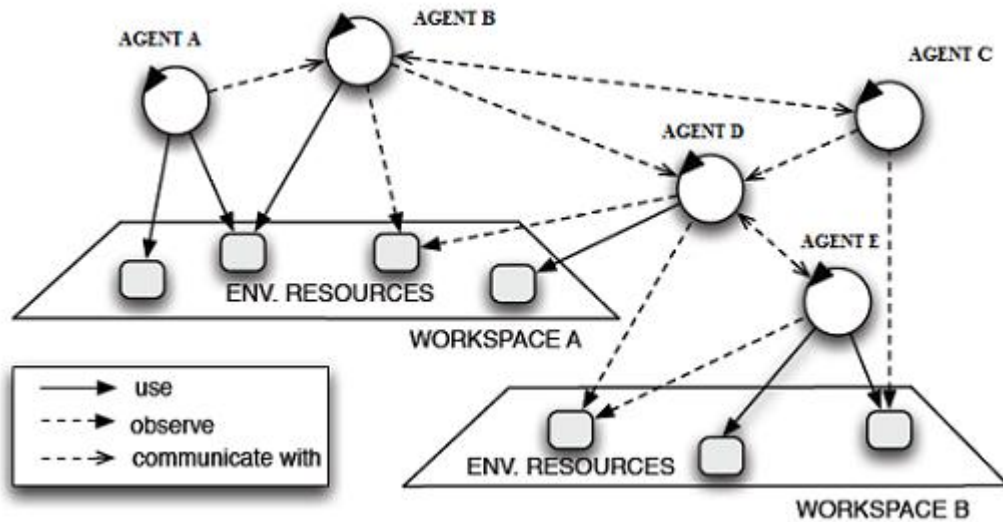 AGENT A
AGENT B
AGENT C
AGENT D
AGENT E
ENV. RESOURCES
WORKSPACE A
use
observe
communicate with
ENV. RESOURCES
WORKSPACE B